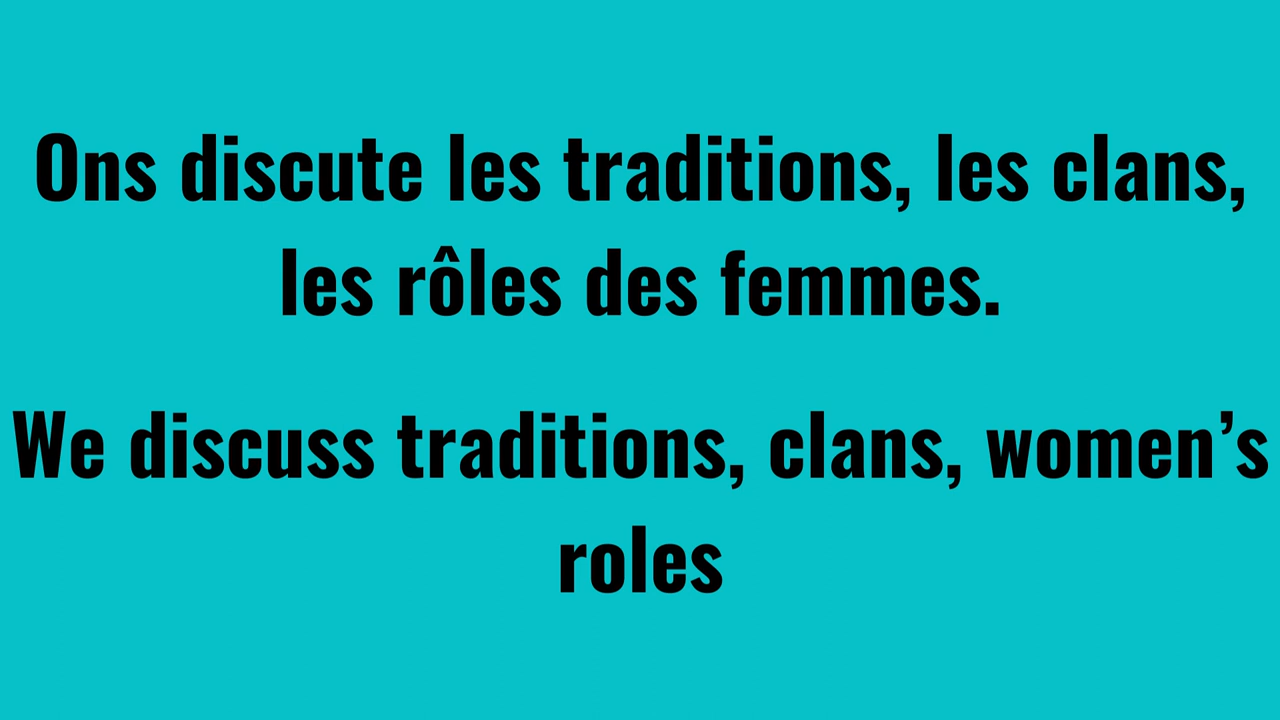 Ons discute les traditions, les clans,
les rôles des femmes.
We discuss traditions, clans, women’s
roles